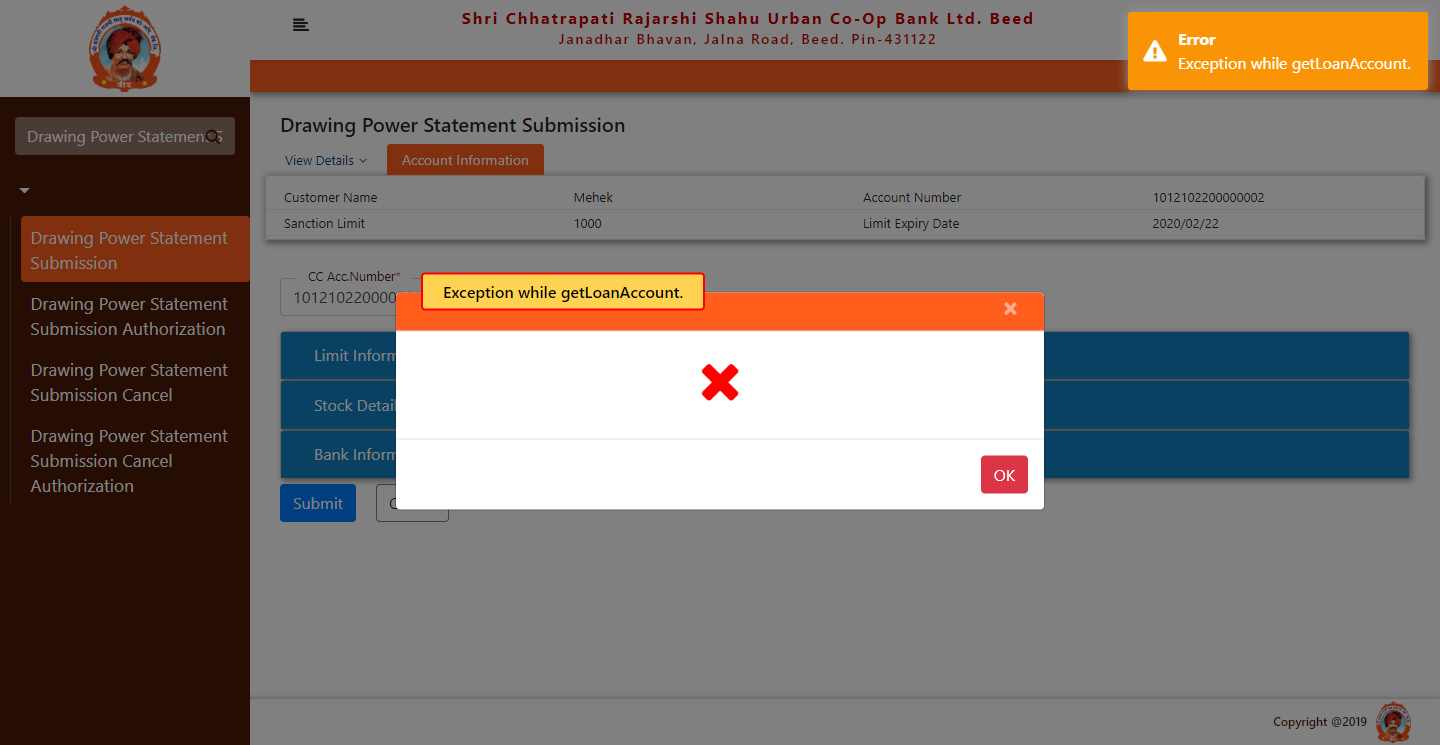 Shri Chhatrapati Rajarshi Shahu Urban Co-Op Bank Ltd. Beed
Janadhar Bhavan, Jalna Road, Beed. Pin-431122
Error
Exception while getLoanAccount.
Drawing Power Statement
Drawing Power Statement
Submission
Drawing Power Statement
Submission Authorization
Drawing Power Statement
Submission Cancel
Drawing Power Statement
Submission Cancel
Authorization
Drawing Power Statement Submission
View Details
Account Information
Customer Name Mehek Account Number 1012102200000002
Sanction Limit 1000 Limit Expiry Date 2020/02/22
CC Acc.Number*
101210220000
Exception while getLoanAccount.
×
Limit Inform
Stock Detai
Bank Inform
OK
Submit
Copyright @2019